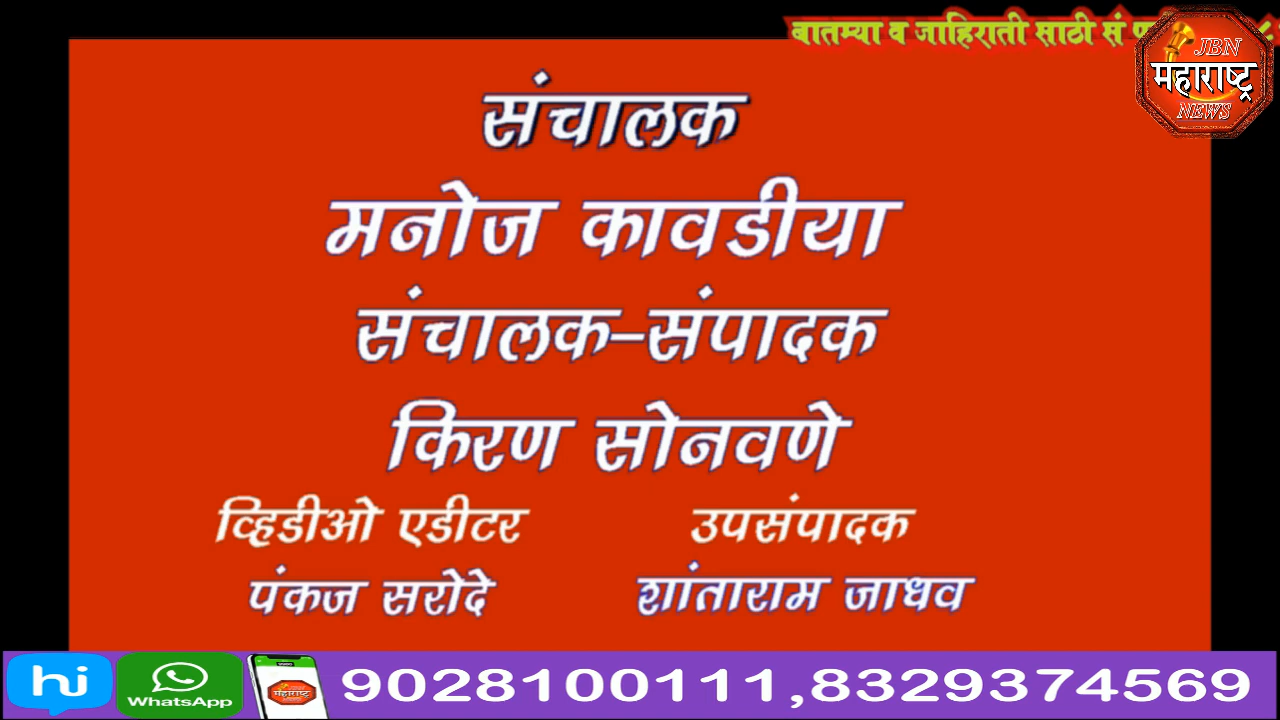 बातम्या व जाहिराती साठी सं
JBN
महाराष्ट्र
NEWS
संचालक
मनोज कावडीया
संचालक-संपादक
किरण सोनवणे
व्हिडीओ एडीटर उपसंपादक
पंकज सरोदे शांताराम जाधव
hi WhatsApp महाराष्ट्र 9028100111,8329374569